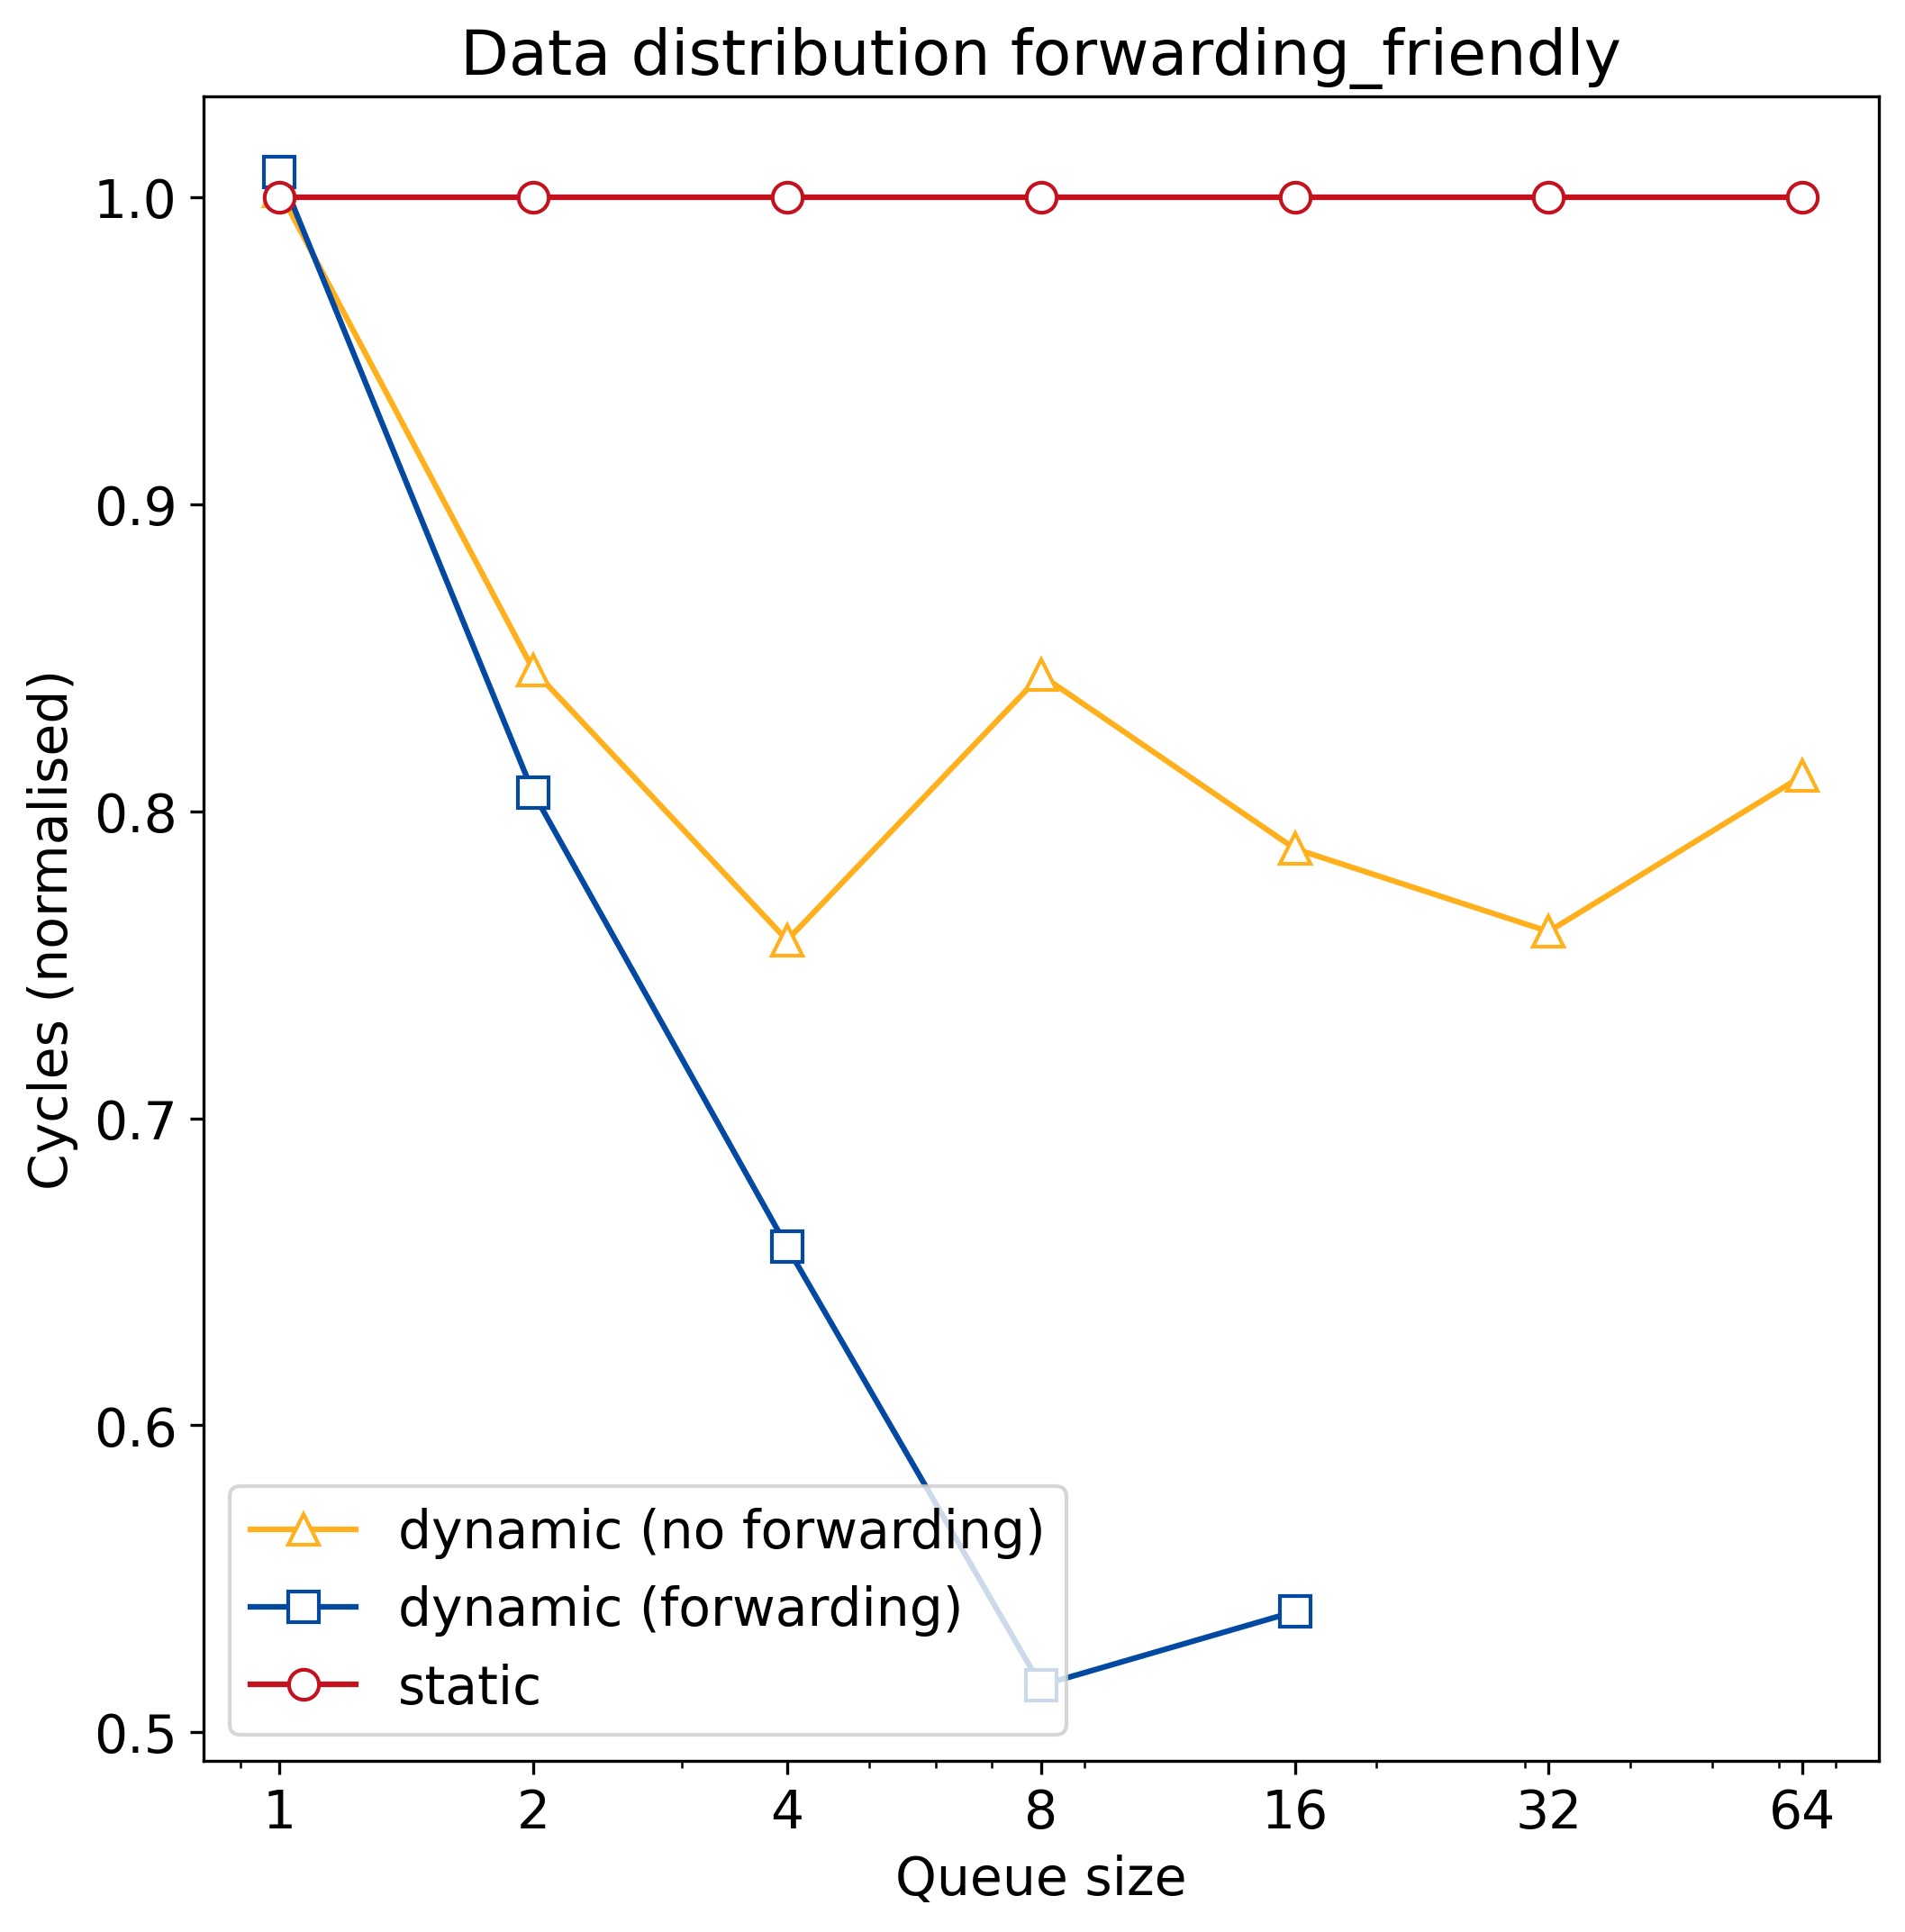 Data distribution forwarding_friendly
Cycles (normalised)
1.0
0.9
0.8
0.7
0.6
0.5
dynamic (no forwarding)
dynamic (forwarding)
static
1 2 4 8 16 32 64
Queue size